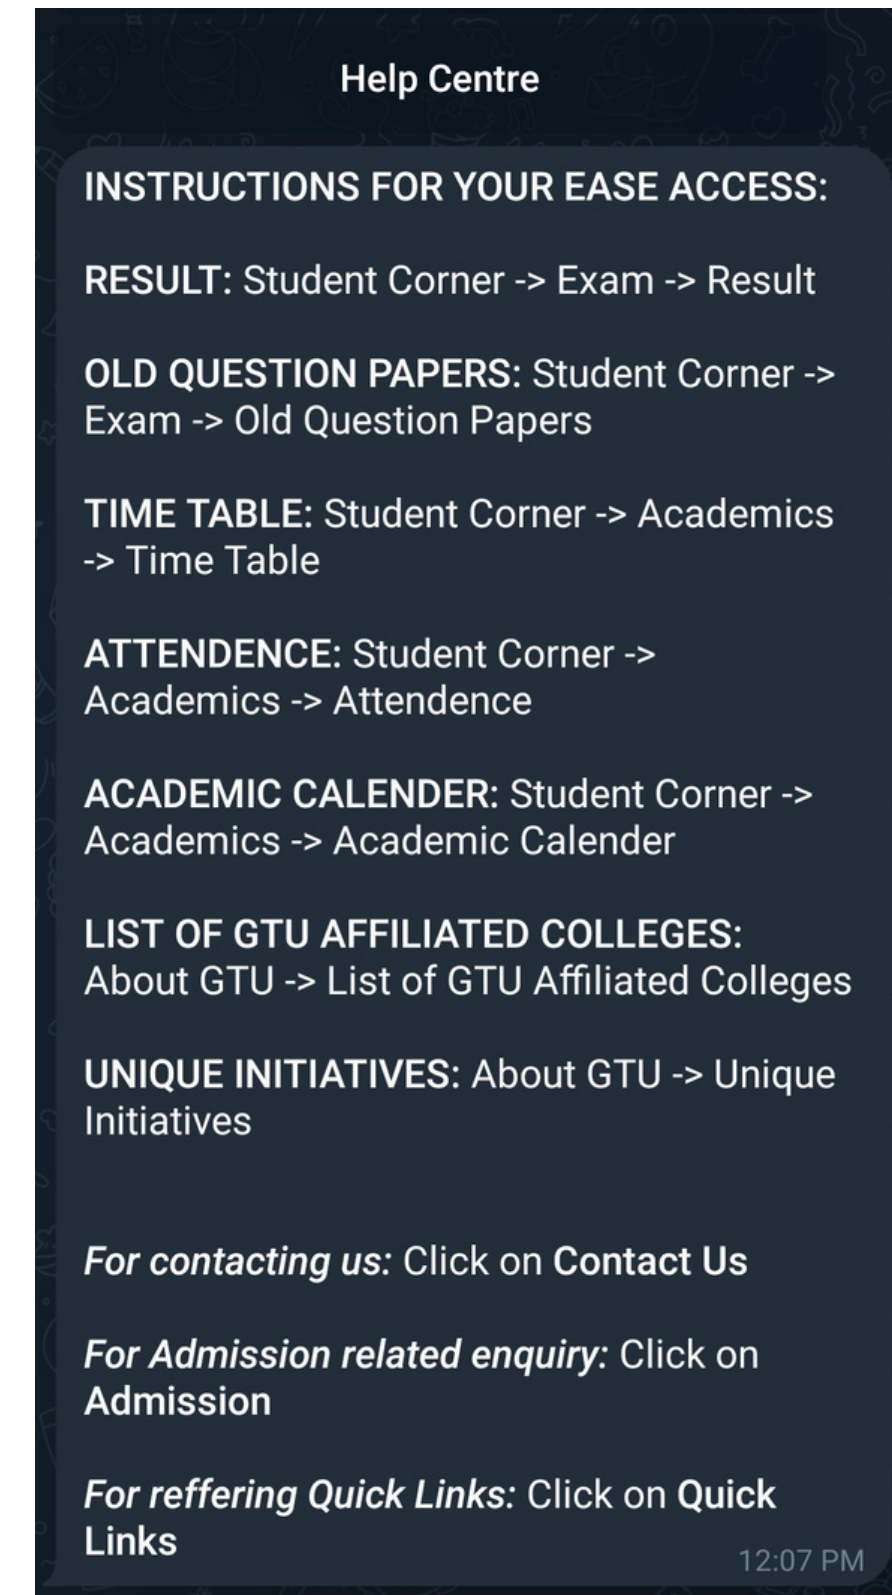 Help Centre
INSTRUCTIONS FOR YOUR EASE ACCESS:
RESULT: Student Corner -> Exam -> Result
OLD QUESTION PAPERS: Student Corner ->
Exam -> Old Question Papers
TIME TABLE: Student Corner -> Academics
-> Time Table
ATTENDENCE: Student Corner ->
Academics -> Attendence
ACADEMIC CALENDER: Student Corner ->
Academics -> Academic Calender
LIST OF GTU AFFILIATED COLLEGES:
About GTU -> List of GTU Affiliated Colleges
UNIQUE INITIATIVES: About GTU -> Unique
Initiatives
For contacting us: Click on Contact Us
For Admission related enquiry: Click on
Admission
For reffering Quick Links: Click on Quick
Links
12:07 PM